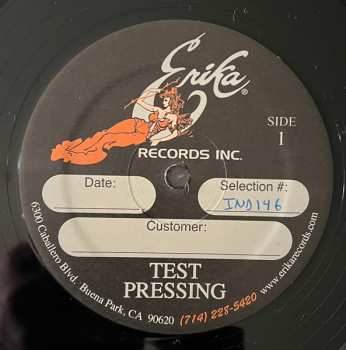 Erika®
RECORDS INC.
SIDE
1
Date:
Selection #:
IND146
Customer:
TEST
PRESSING
6300 Caballero Blvd. Buena Park, CA 90620 (714) 228-5420 www.erikarecords.com